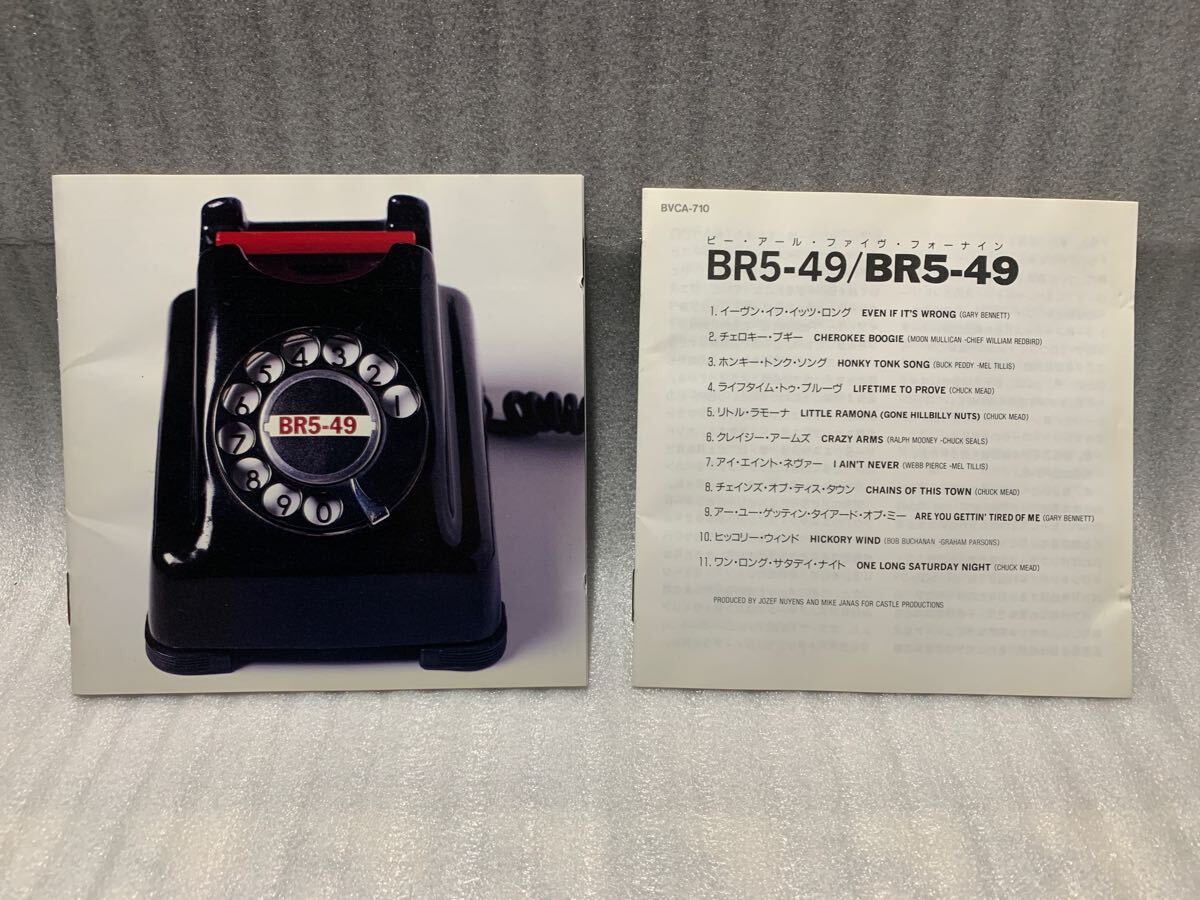 1
2
3
4
5
6
7
8
9
0
BR5-49
BVCA-710
ビー・アール・ファイヴ・フォーナイン
BR5-49/BR5-49
1. イーヴン・イフ・イッツ・ロング EVEN IF IT'S WRONG (GARY BENNETT)
2. チェロキー・ブギー CHEROKEE BOOGIE (MOON MULLICAN -CHIEF WILLIAM REDBIRD)
3. ホンキー・トンク・ソング HONKY TONK SONG (BUCK PEDDY -MEL TILLIS)
4. ライフタイム・トゥ・プルーヴ LIFETIME TO PROVE (CHUCK MEAD)
5. リトル・ラモーナ LITTLE RAMONA (GONE HILLBILLY NUTS) (CHUCK MEAD)
6. クレイジー・アームズ CRAZY ARMS (RALPH MOONEY -CHUCK SEALS)
7. アイ・エイント・ネヴァー I AIN'T NEVER (WEBB PIERCE -MEL TILLIS)
8. チェインズ・オブ・ディス・タウン CHAINS OF THIS TOWN (CHUCK MEAD)
9. アー・ユー・ゲッティン・タイアード・オブ・ミー ARE YOU GETTIN' TIRED OF ME (GARY BENNETT)
10. ヒッコリー・ウィンド HICKORY WIND (BOB BUCHANAN -GRAHAM PARSONS)
11. ワン・ロング・サタデイ・ナイト ONE LONG SATURDAY NIGHT (CHUCK MEAD)
PRODUCED BY JOZEF NUYENS AND MIKE JANAS FOR CASTLE PRODUCTIONS